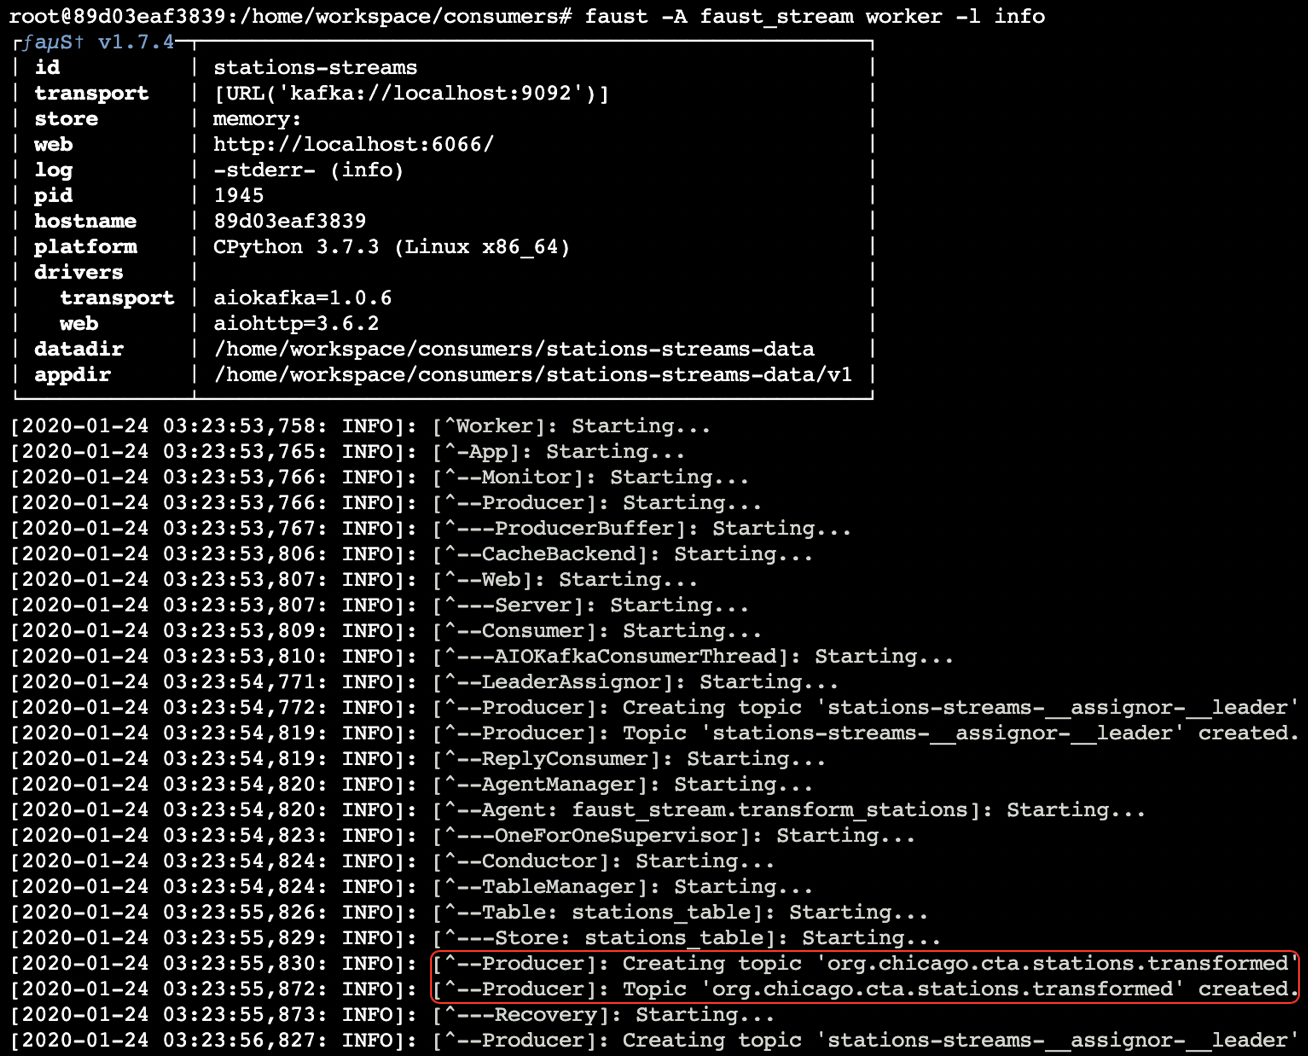 root@89d03eaf3839:/home/workspace/consumers# faust -A faust_stream worker -l info
ƒaµS† v1.7.4
id stations-streams
transport [URL('kafka://localhost:9092')]
store memory:
web http://localhost:6066/
log -stderr- (info)
pid 1945
hostname 89d03eaf3839
platform CPython 3.7.3 (Linux x86_64)
drivers
transport aiokafka=1.0.6
web aiohttp=3.6.2
datadir /home/workspace/consumers/stations-streams-data
appdir /home/workspace/consumers/stations-streams-data/v1
[2020-01-24 03:23:53,758: INFO]: [^Worker]: Starting...
[2020-01-24 03:23:53,765: INFO]: [^-App]: Starting...
[2020-01-24 03:23:53,766: INFO]: [^--Monitor]: Starting...
[2020-01-24 03:23:53,766: INFO]: [^--Producer]: Starting...
[2020-01-24 03:23:53,767: INFO]: [^---ProducerBuffer]: Starting...
[2020-01-24 03:23:53,806: INFO]: [^--CacheBackend]: Starting...
[2020-01-24 03:23:53,807: INFO]: [^--Web]: Starting...
[2020-01-24 03:23:53,807: INFO]: [^---Server]: Starting...
[2020-01-24 03:23:53,809: INFO]: [^--Consumer]: Starting...
[2020-01-24 03:23:53,810: INFO]: [^---AIOKafkaConsumerThread]: Starting...
[2020-01-24 03:23:54,771: INFO]: [^--LeaderAssignor]: Starting...
[2020-01-24 03:23:54,772: INFO]: [^--Producer]: Creating topic 'stations-streams-__assignor-__leader'
[2020-01-24 03:23:54,819: INFO]: [^--Producer]: Topic 'stations-streams-__assignor-__leader' created.
[2020-01-24 03:23:54,819: INFO]: [^--ReplyConsumer]: Starting...
[2020-01-24 03:23:54,820: INFO]: [^--AgentManager]: Starting...
[2020-01-24 03:23:54,820: INFO]: [^--Agent: faust_stream.transform_stations]: Starting...
[2020-01-24 03:23:54,823: INFO]: [^---OneForOneSupervisor]: Starting...
[2020-01-24 03:23:54,824: INFO]: [^--Conductor]: Starting...
[2020-01-24 03:23:54,824: INFO]: [^--TableManager]: Starting...
[2020-01-24 03:23:55,826: INFO]: [^--Table: stations_table]: Starting...
[2020-01-24 03:23:55,829: INFO]: [^---Store: stations_table]: Starting...
[2020-01-24 03:23:55,830: INFO]: [^--Producer]: Creating topic 'org.chicago.cta.stations.transformed'
[2020-01-24 03:23:55,872: INFO]: [^--Producer]: Topic 'org.chicago.cta.stations.transformed' created.
[2020-01-24 03:23:55,873: INFO]: [^---Recovery]: Starting...
[2020-01-24 03:23:56,827: INFO]: [^--Producer]: Creating topic 'stations-streams-__assignor-__leader'